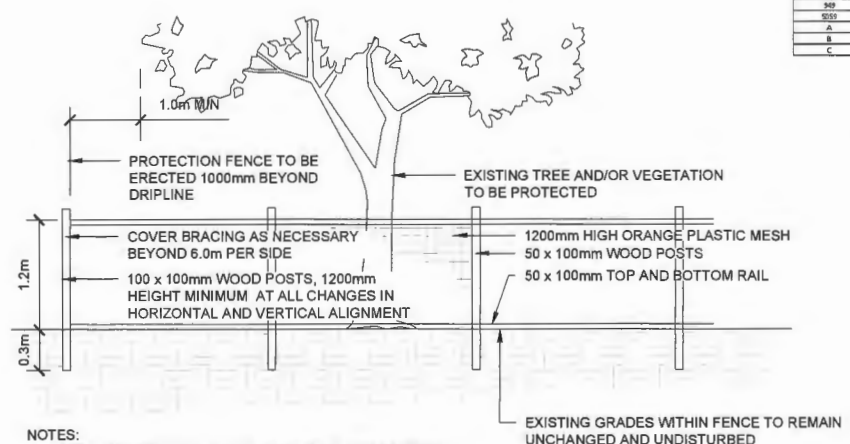 949
5059
A
B
C
1.0m MIN
PROTECTION FENCE TO BE
ERECTED 1000mm BEYOND
DRIPLINE
EXISTING TREE AND/OR VEGETATION
TO BE PROTECTED
COVER BRACING AS NECESSARY
BEYOND 6.0m PER SIDE
100 x 100mm WOOD POSTS, 1200mm
HEIGHT MINIMUM AT ALL CHANGES IN
HORIZONTAL AND VERTICAL ALIGNMENT
1200mm HIGH ORANGE PLASTIC MESH
50 x 100mm WOOD POSTS
50 x 100mm TOP AND BOTTOM RAIL
1.2m
0.3m
EXISTING GRADES WITHIN FENCE TO REMAIN
UNCHANGED AND UNDISTURBED
NOTES: